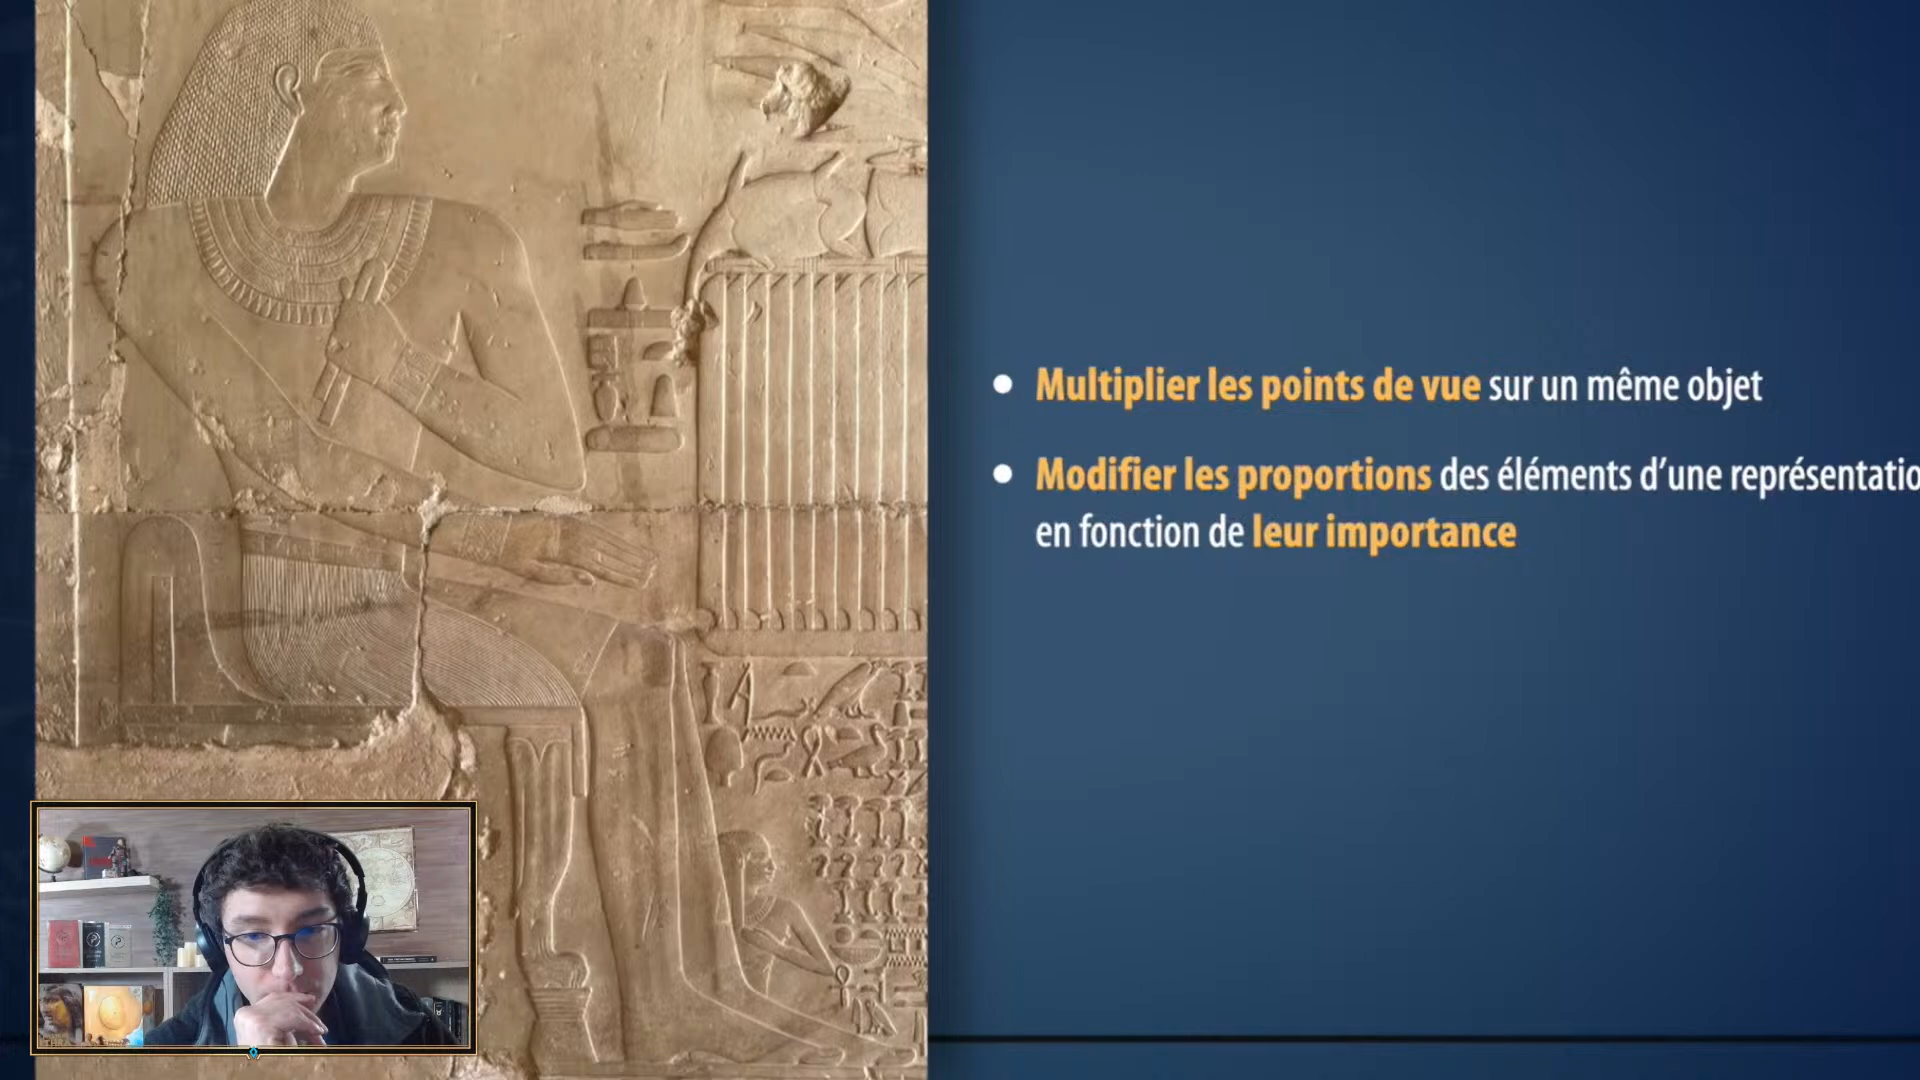 Multiplier les points de vue sur un même objet
Modifier les proportions des éléments d'une représentatio
en fonction de leur importance